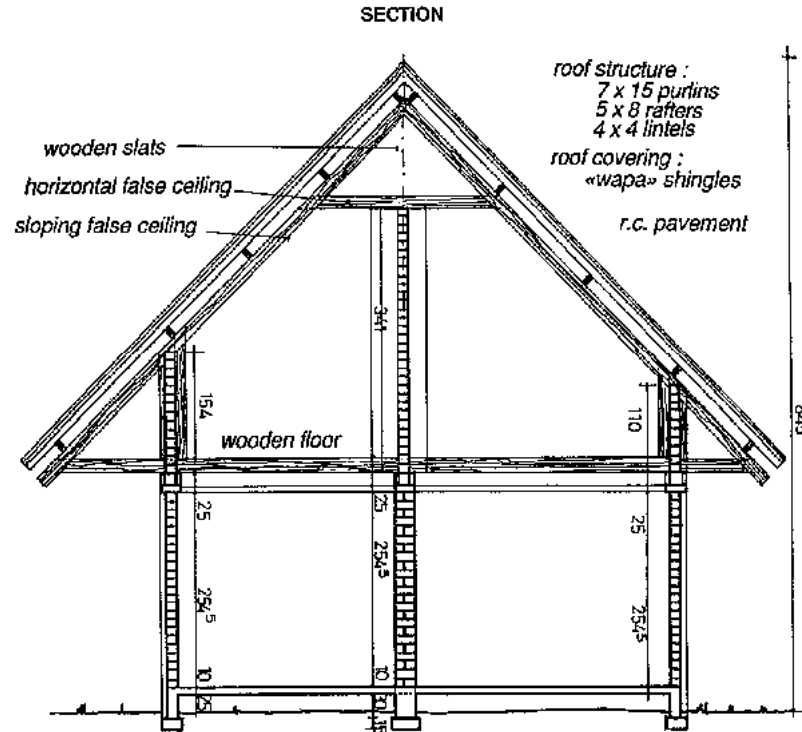 SECTION
roof structure :
7 x 15 purlins
5 x 8 rafters
4 x 4 lintels
roof covering :
«wapa» shingles
r.c. pavement
wooden slats
horizontal false ceiling
sloping false ceiling
341
154
110
wooden floor
25
25
25
254⁵
254⁵
254⁵
10
10
25
15